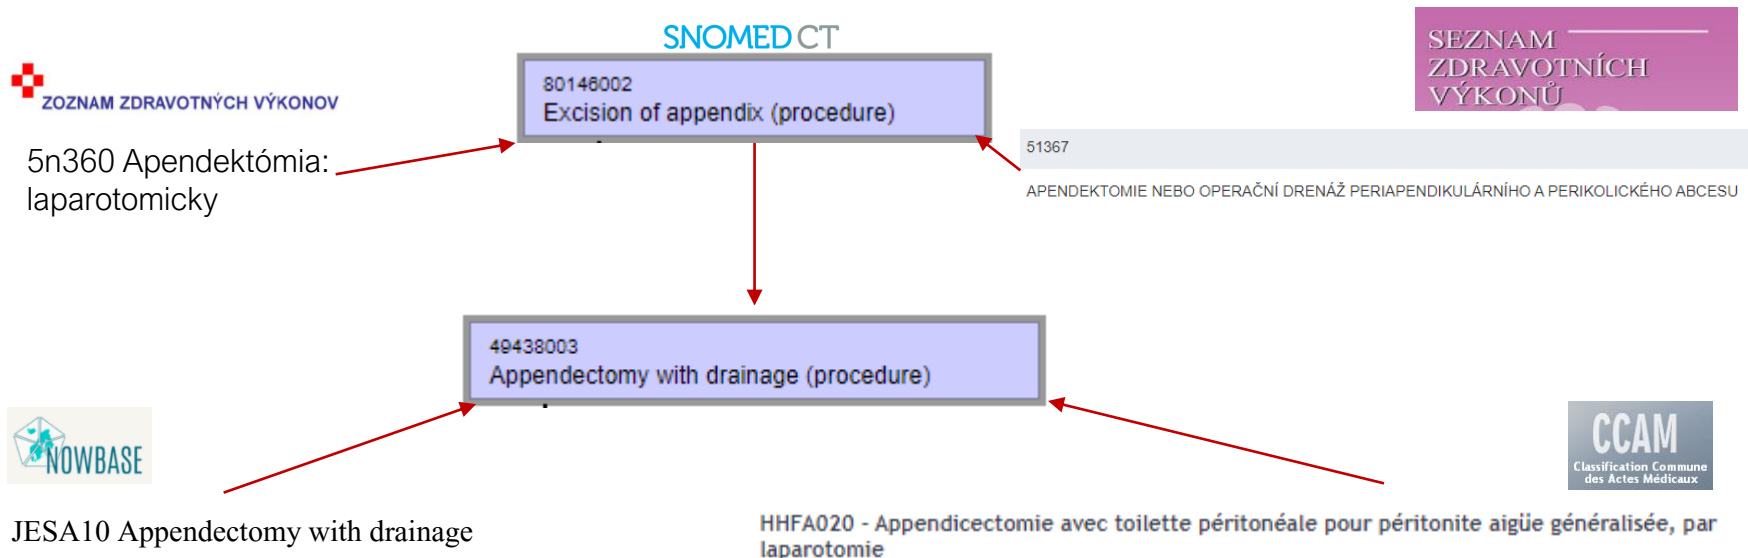 SNOMED CT
SEZNAM
ZDRAVOTNÍCH
VÝKONŮ
ZOZNAM ZDRAVOTNÝCH VÝKONOV
80146002
Excision of appendix (procedure)
5n360 Apendektómia:
laparotomicky
51367
APENDEKTOMIE NEBO OPERAČNÍ DRENÁŽ PERIAPENDIKULÁRNÍHO A PERIKOLICKÉHO ABCESU
49438003
Appendectomy with drainage (procedure)
NOWBASE
CCAM
Classification Commune
des Actes Médicaux
JESA10 Appendectomy with drainage
HHFA020 - Appendicectomie avec toilette péritonéale pour péritonite aigüe généralisée, par
laparotomie